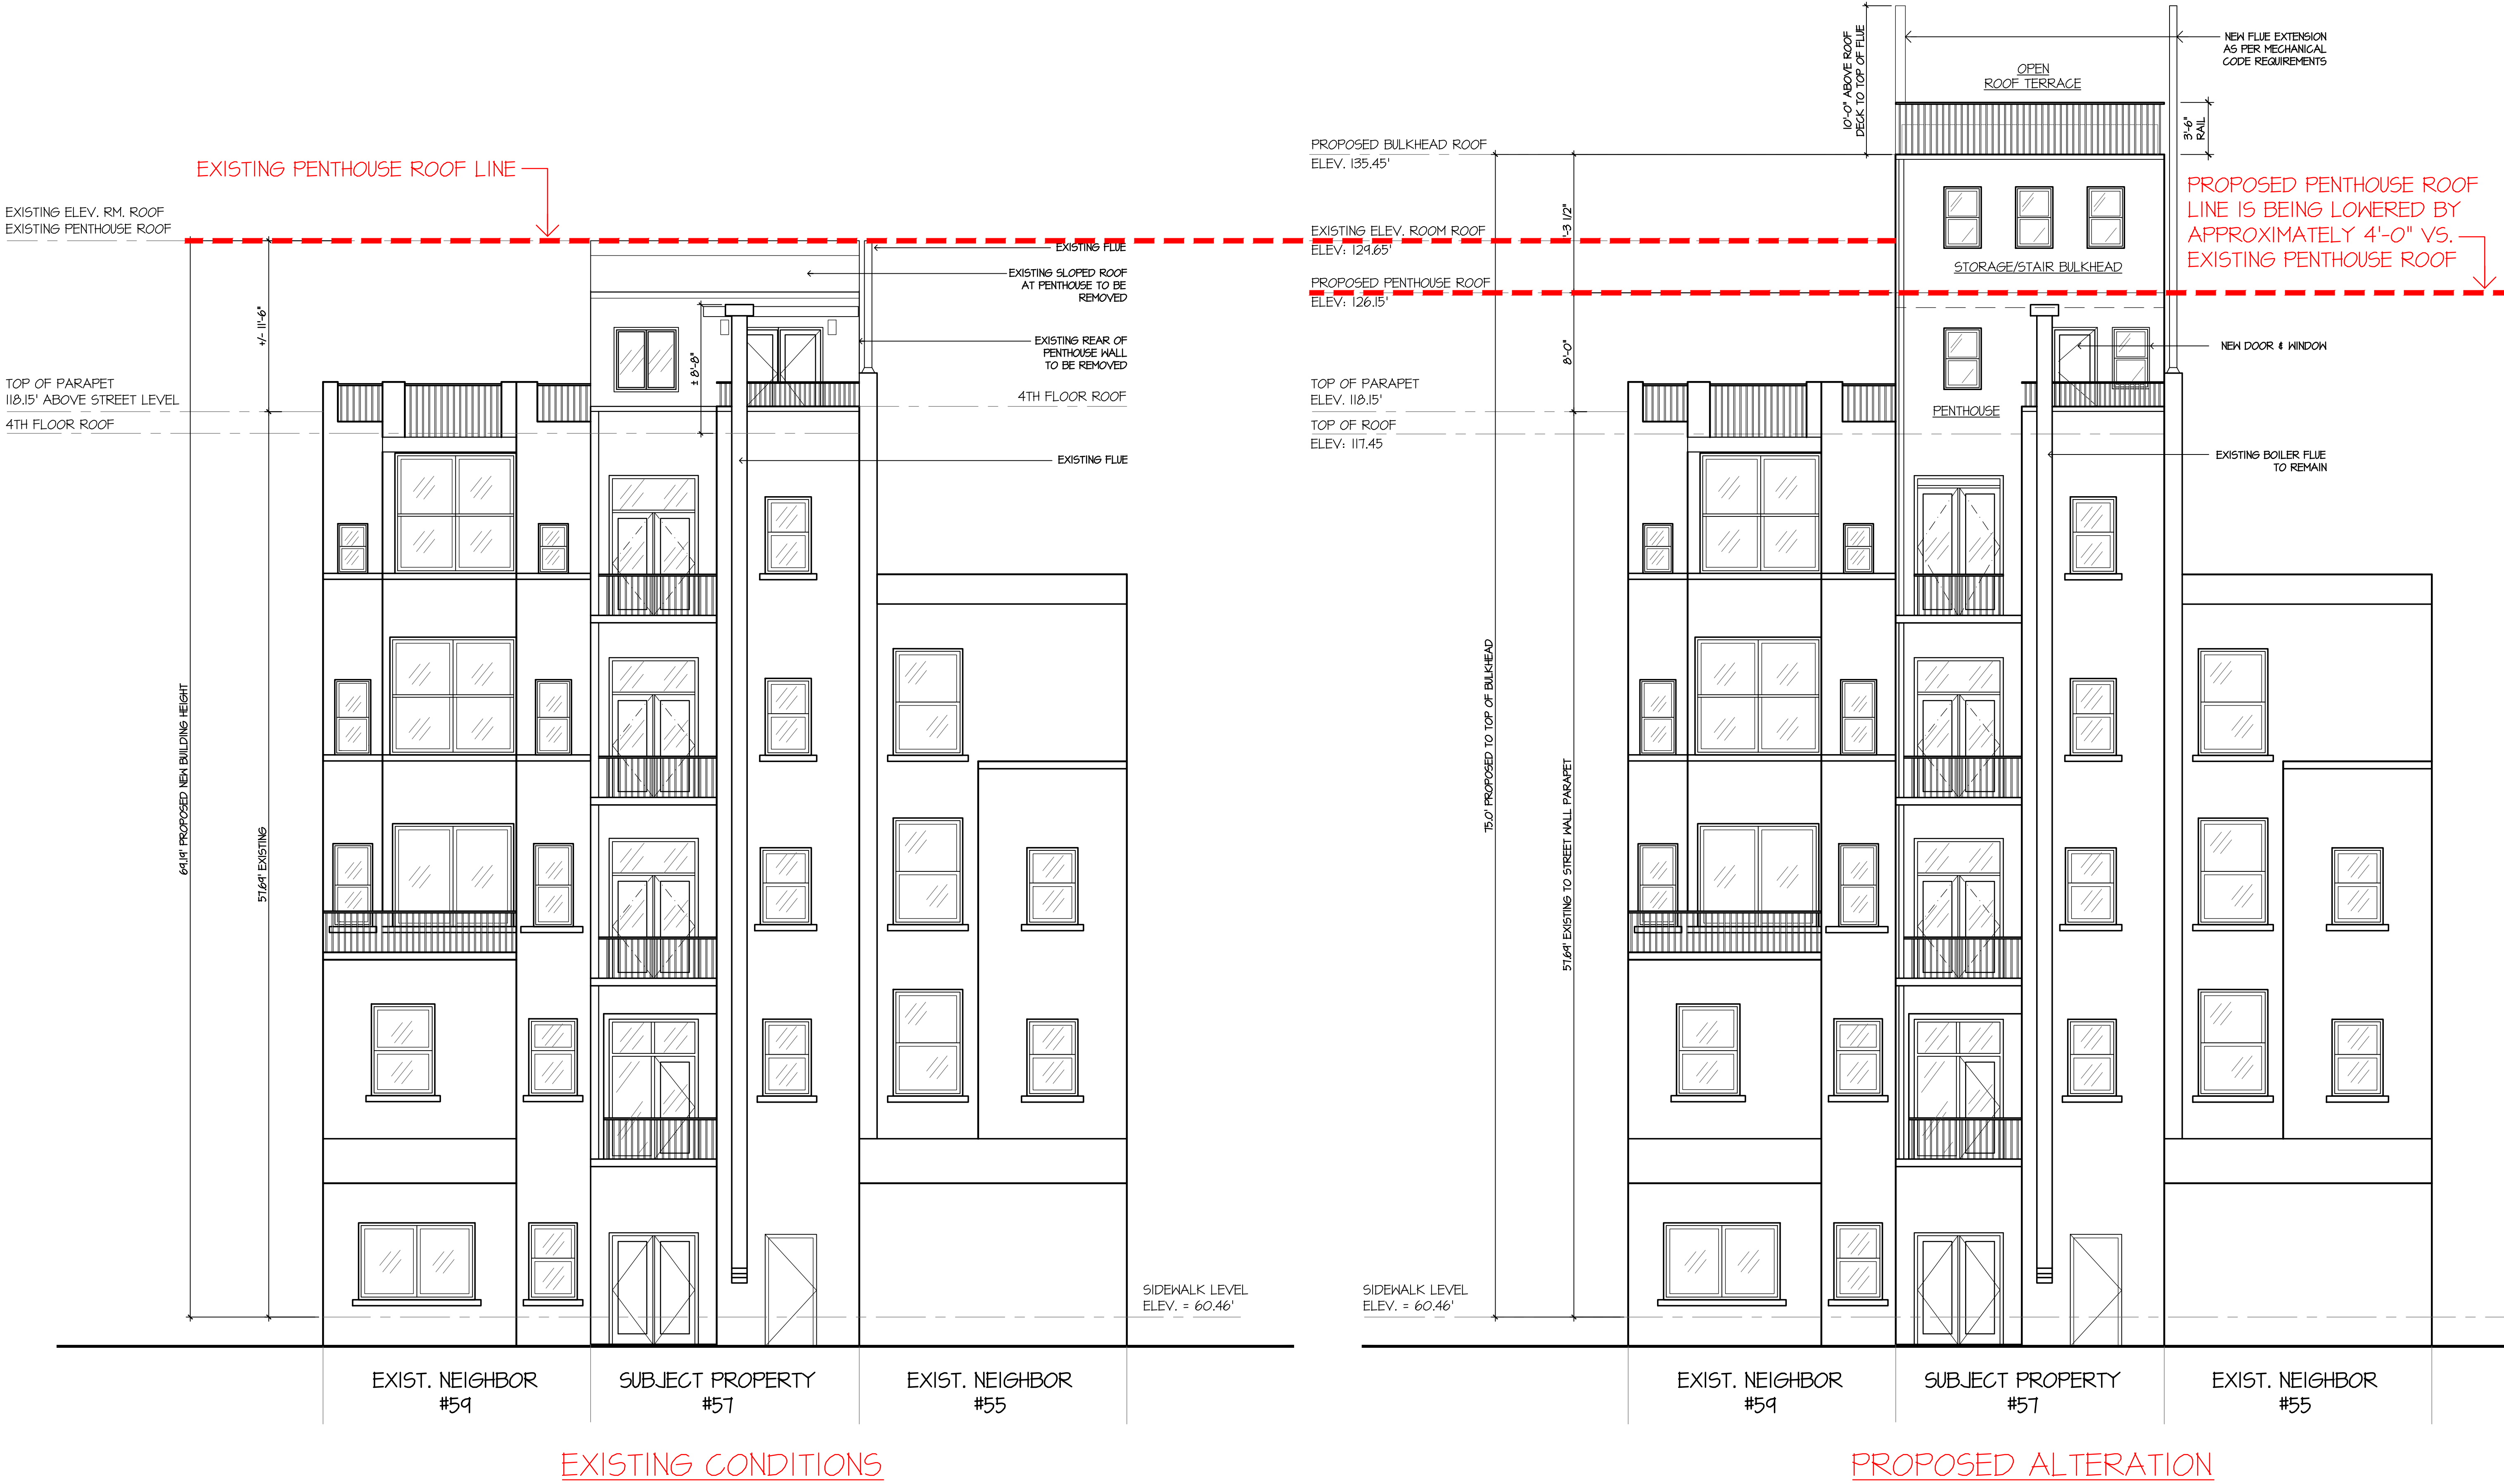 EXISTING PENTHOUSE ROOF LINE
EXISTING ELEV. RM. ROOF
EXISTING PENTHOUSE ROOF
+/- 11'-6"
TOP OF PARAPET
118.15' ABOVE STREET LEVEL
4TH FLOOR ROOF
69.19' PROPOSED NEW BUILDING HEIGHT
57.69' EXISTING
± 8'-8"
EXISTING FLUE
EXISTING SLOPED ROOF
AT PENTHOUSE TO BE
REMOVED
EXISTING REAR OF
PENTHOUSE WALL
TO BE REMOVED
4TH FLOOR ROOF
EXISTING FLUE
SIDEWALK LEVEL
ELEV. = 60.46'
EXIST. NEIGHBOR
#59
SUBJECT PROPERTY
#57
EXIST. NEIGHBOR
#55
EXISTING CONDITIONS
10'-0" ABOVE ROOF
DECK TO TOP OF FLUE
NEW FLUE EXTENSION
AS PER MECHANICAL
CODE REQUIREMENTS
OPEN
ROOF TERRACE
3'-6"
RAIL
PROPOSED BULKHEAD ROOF
ELEV. 135.45'
PROPOSED PENTHOUSE ROOF
LINE IS BEING LOWERED BY
APPROXIMATELY 4'-0" VS.
EXISTING PENTHOUSE ROOF
EXISTING ELEV. ROOM ROOF
ELEV: 129.65'
'-3 1/2"
STORAGE/STAIR BULKHEAD
PROPOSED PENTHOUSE ROOF
ELEV: 126.15'
8'-0"
NEW DOOR & WINDOW
TOP OF PARAPET
ELEV. 118.15'
PENTHOUSE
TOP OF ROOF
ELEV: 117.45
EXISTING BOILER FLUE
TO REMAIN
75.0' PROPOSED TO TOP OF BULKHEAD
57.69' EXISTING TO STREET WALL PARAPET
SIDEWALK LEVEL
ELEV. = 60.46'
EXIST. NEIGHBOR
#59
SUBJECT PROPERTY
#57
EXIST. NEIGHBOR
#55
PROPOSED ALTERATION